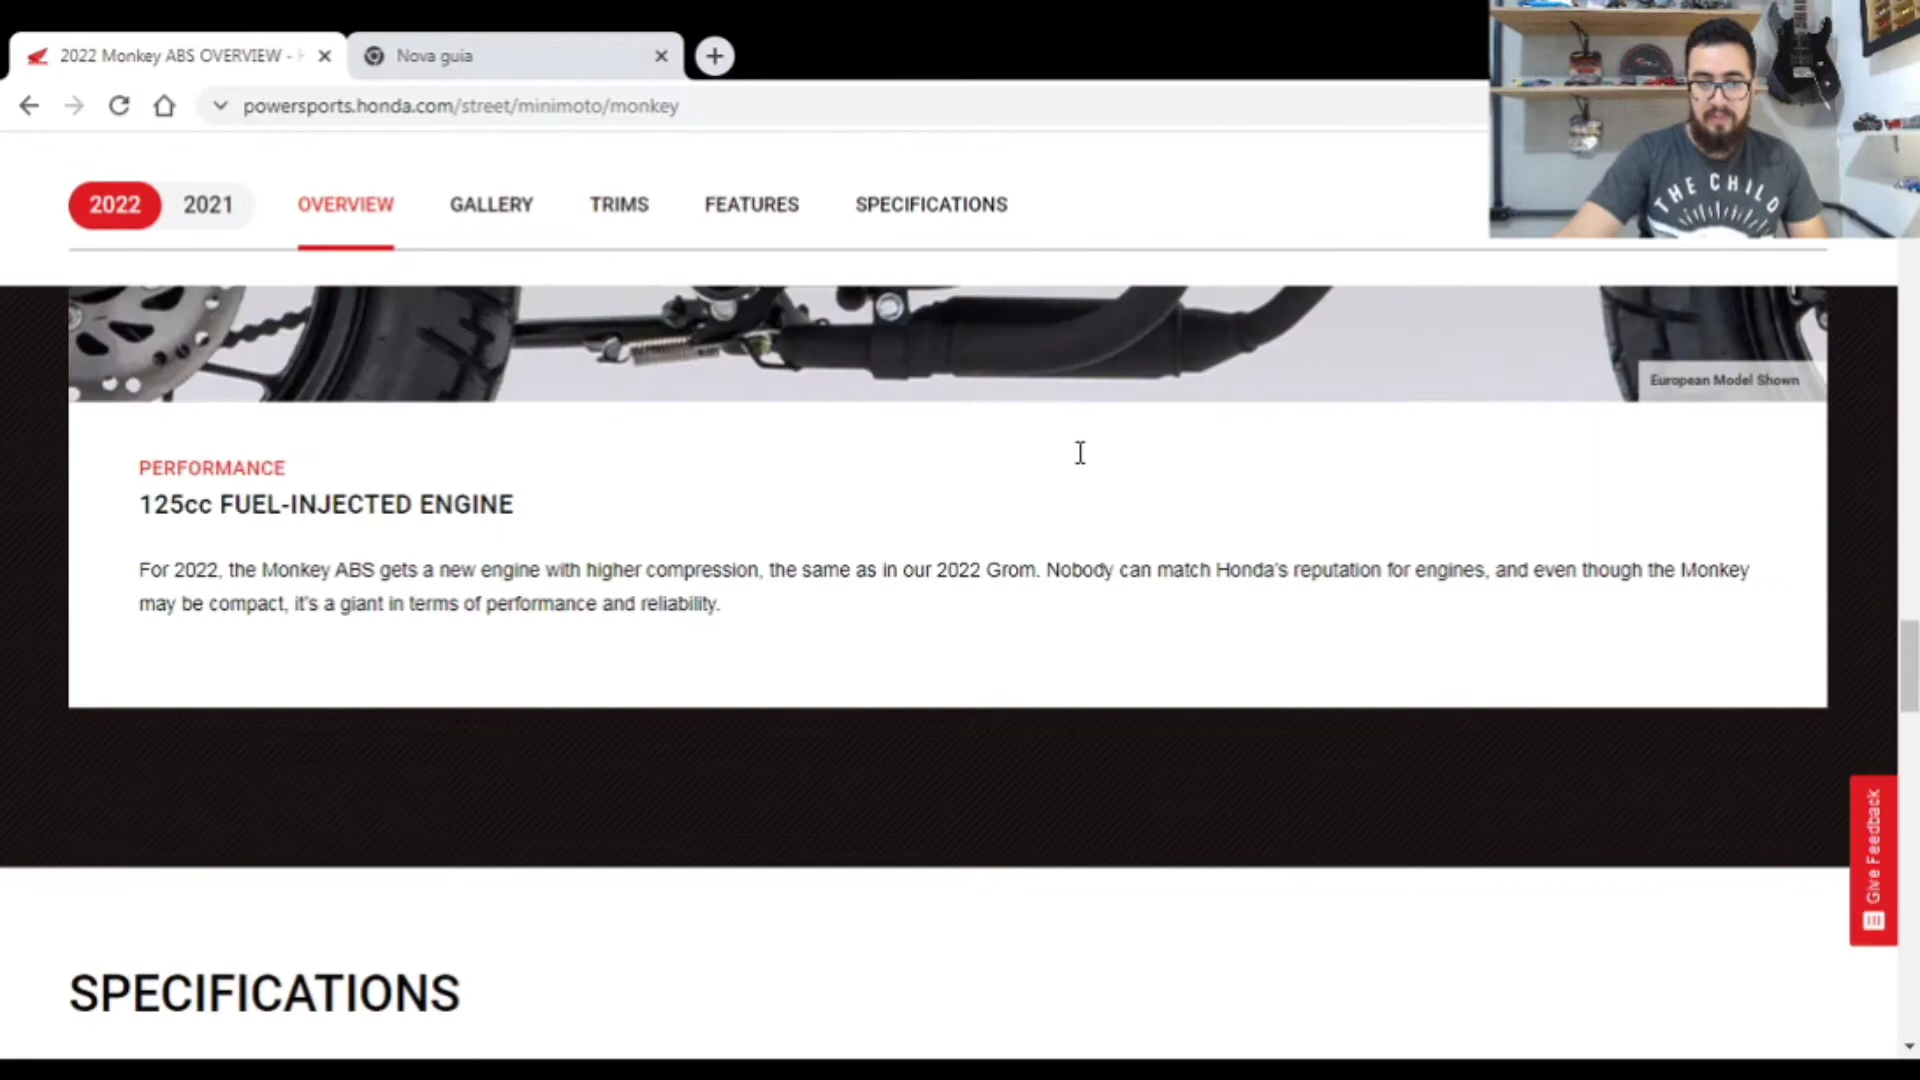 2022 Monkey ABS OVERVIEW -
Nova guia
powersports.honda.com/street/minimoto/monkey
THE CHILD
2022 2021 OVERVIEW GALLERY TRIMS FEATURES SPECIFICATIONS
European Model Shown
PERFORMANCE
125cc FUEL-INJECTED ENGINE
For 2022, the Monkey ABS gets a new engine with higher compression, the same as in our 2022 Grom. Nobody can match Honda's reputation for engines, and even though the Monkey
may be compact, it's a giant in terms of performance and reliability.
Give Feedback
SPECIFICATIONS